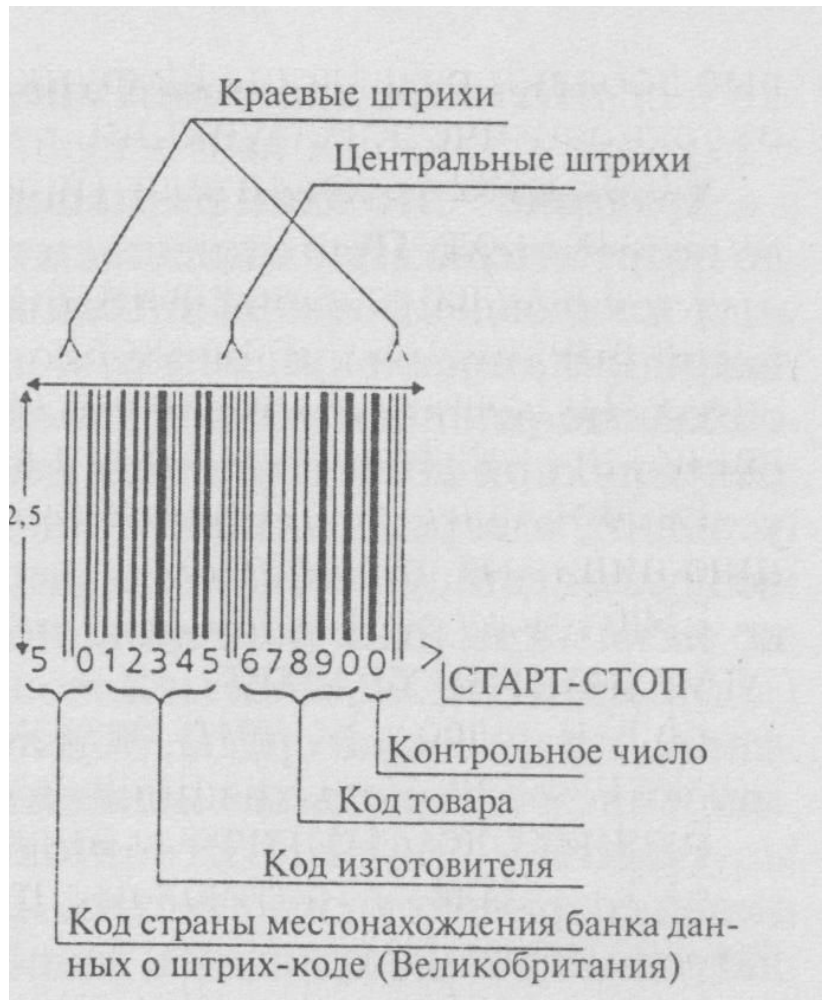 Краевые штрихи
Центральные штрихи
2,5
5 012345 678900 >
СТАРТ-СТОП
Контрольное число
Код товара
Код изготовителя
Код страны местонахождения банка дан-
ных о штрих-коде (Великобритания)